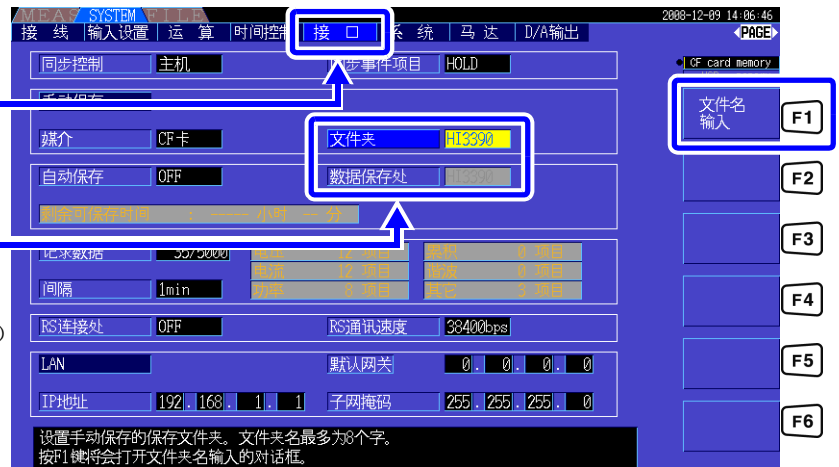 MEAS SYSTEM FILE 2008-12-09 14:06:46
接 线 输入设置 运 算 时间控制 接 口 系 统 马 达 D/A输出 PAGE
同步控制 主机 同步事件项目 HOLD CF card memory
手动保存 文件名
输入 F1
媒介 CF卡 文件夹 HI3390
自动保存 OFF 数据保存处 HI3390 F2
剩余可保存时间 : ----- 小时 -- 分
记录数据 35/5000 电压 12 项目 累积 0 项目 F3
电流 12 项目 谐波 0 项目
间隔 1min 功率 8 项目 其它 3 项目 F4
RS连接处 OFF RS通讯速度 38400bps
)
LAN 默认网关 0. 0. 0. 0 F5
IP地址 192. 168. 1. 1 子网掩码 255. 255. 255. 0
F6
设置手动保存的保存文件夹。文件夹名最多为8个字。
按F1键将会打开文件夹名输入的对话框。